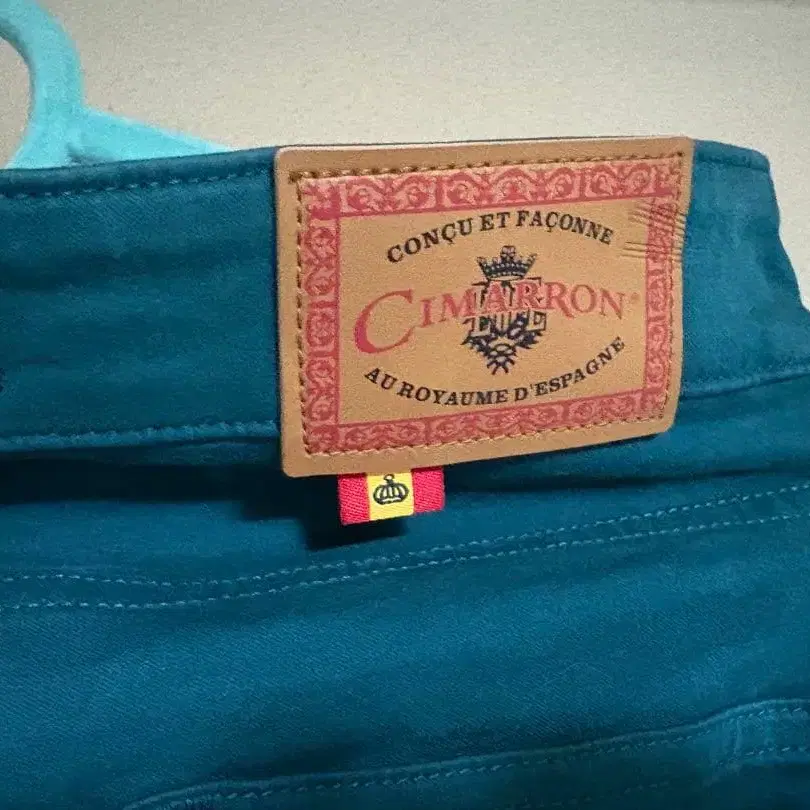 CONÇU ET FAÇONNE
CIMARRON®
AU ROYAUME D'ESPAGNE